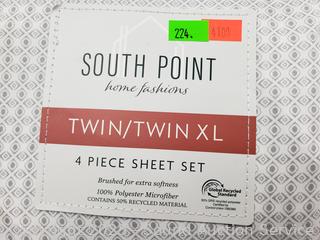 224.
SOUTH POINT
home fashions
TWIN/TWIN XL
4 PIECE SHEET SET
Brushed for extra softness
100% Polyester Microfiber
CONTAINS 50% RECYCLED MATERIAL
Global Recycled
Standard